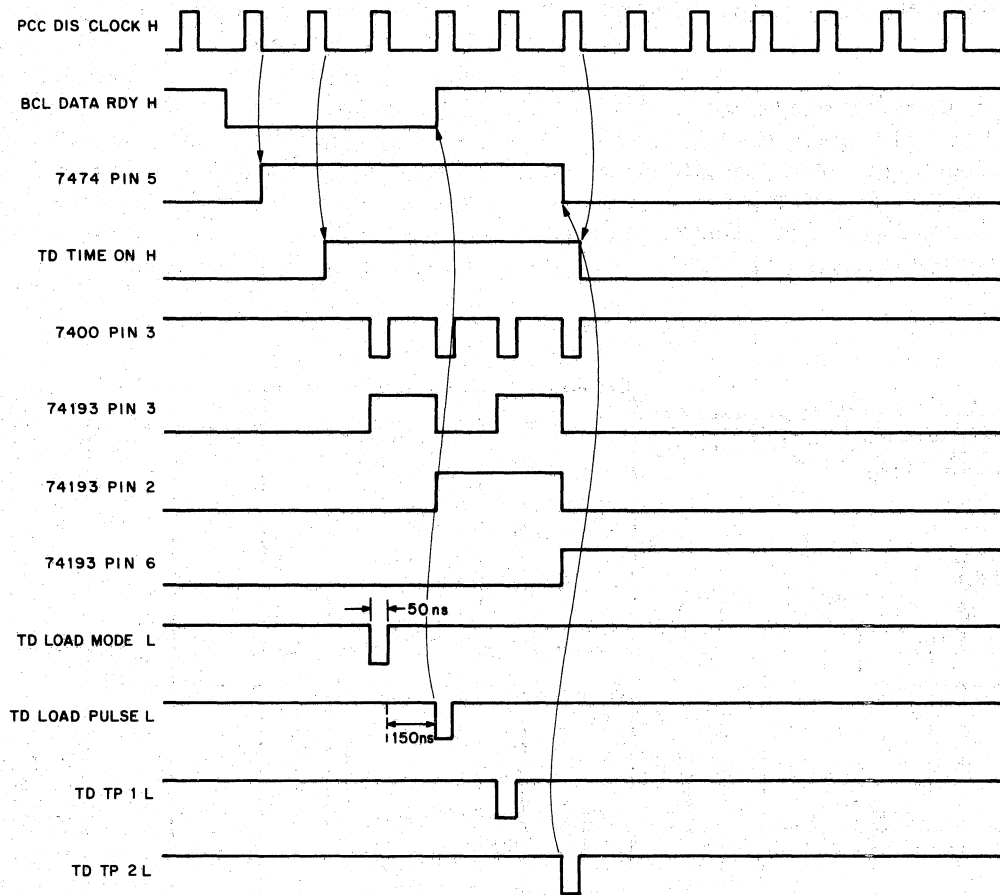 PCC DIS CLOCK H
BCL DATA RDY H
7474 PIN 5
TD TIME ON H
7400 PIN 3
74193 PIN 3
74193 PIN 2
74193 PIN 6
50 ns
TD LOAD MODE L
TD LOAD PULSE L
150ns
TD TP 1 L
TD TP 2 L